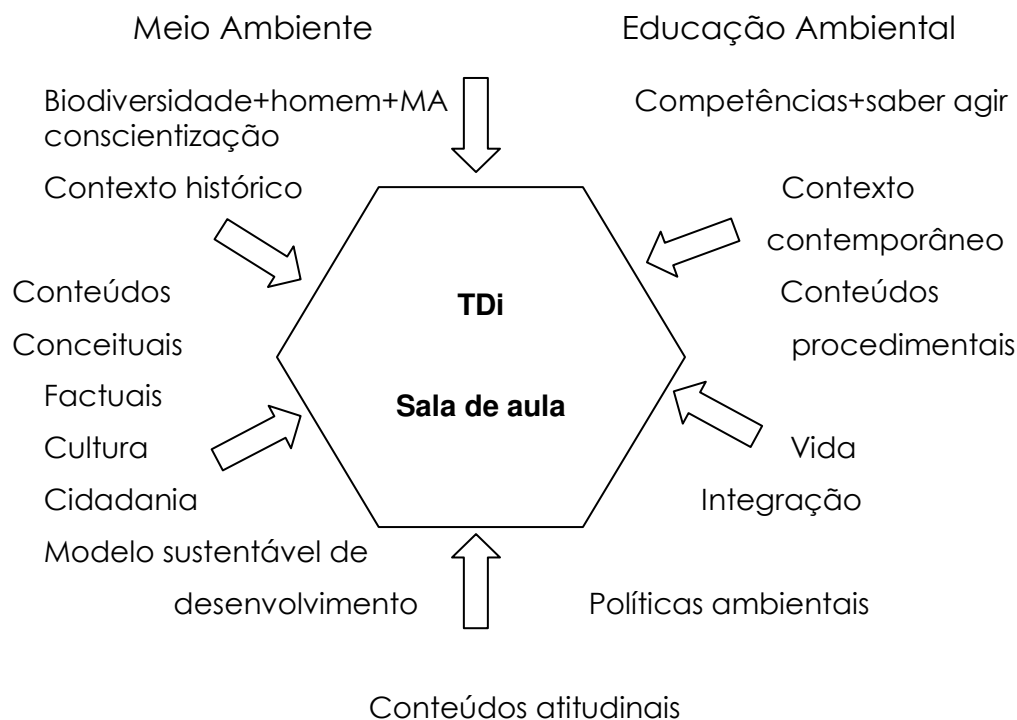 Meio Ambiente
Educação Ambiental
Biodiversidade+homem+MA
conscientização
Competências+saber agir
Contexto histórico
Contexto
contemporâneo
Conteúdos
Conceituais
Factuais
Cultura
Cidadania
Modelo sustentável de
desenvolvimento
TDi
Sala de aula
Conteúdos
procedimentais
Vida
Integração
Políticas ambientais
Conteúdos atitudinais